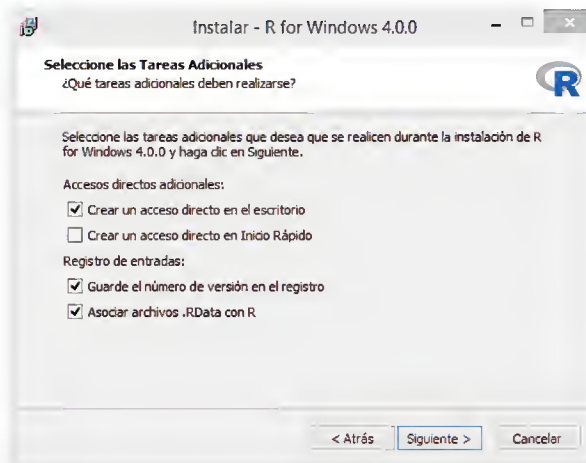 Instalar - R for Windows 4.0.0
Seleccione las Tareas Adicionales
¿Qué tareas adicionales deben realizarse?
R
Seleccione las tareas adicionales que desea que se realicen durante la instalación de R
for Windows 4.0.0 y haga clic en Siguiente.
Accesos directos adicionales:
Crear un acceso directo en el escritorio
Crear un acceso directo en Inicio Rápido
Registro de entradas:
Guarde el número de versión en el registro
Asociar archivos .RData con R
< Atrás
Siguiente >
Cancelar